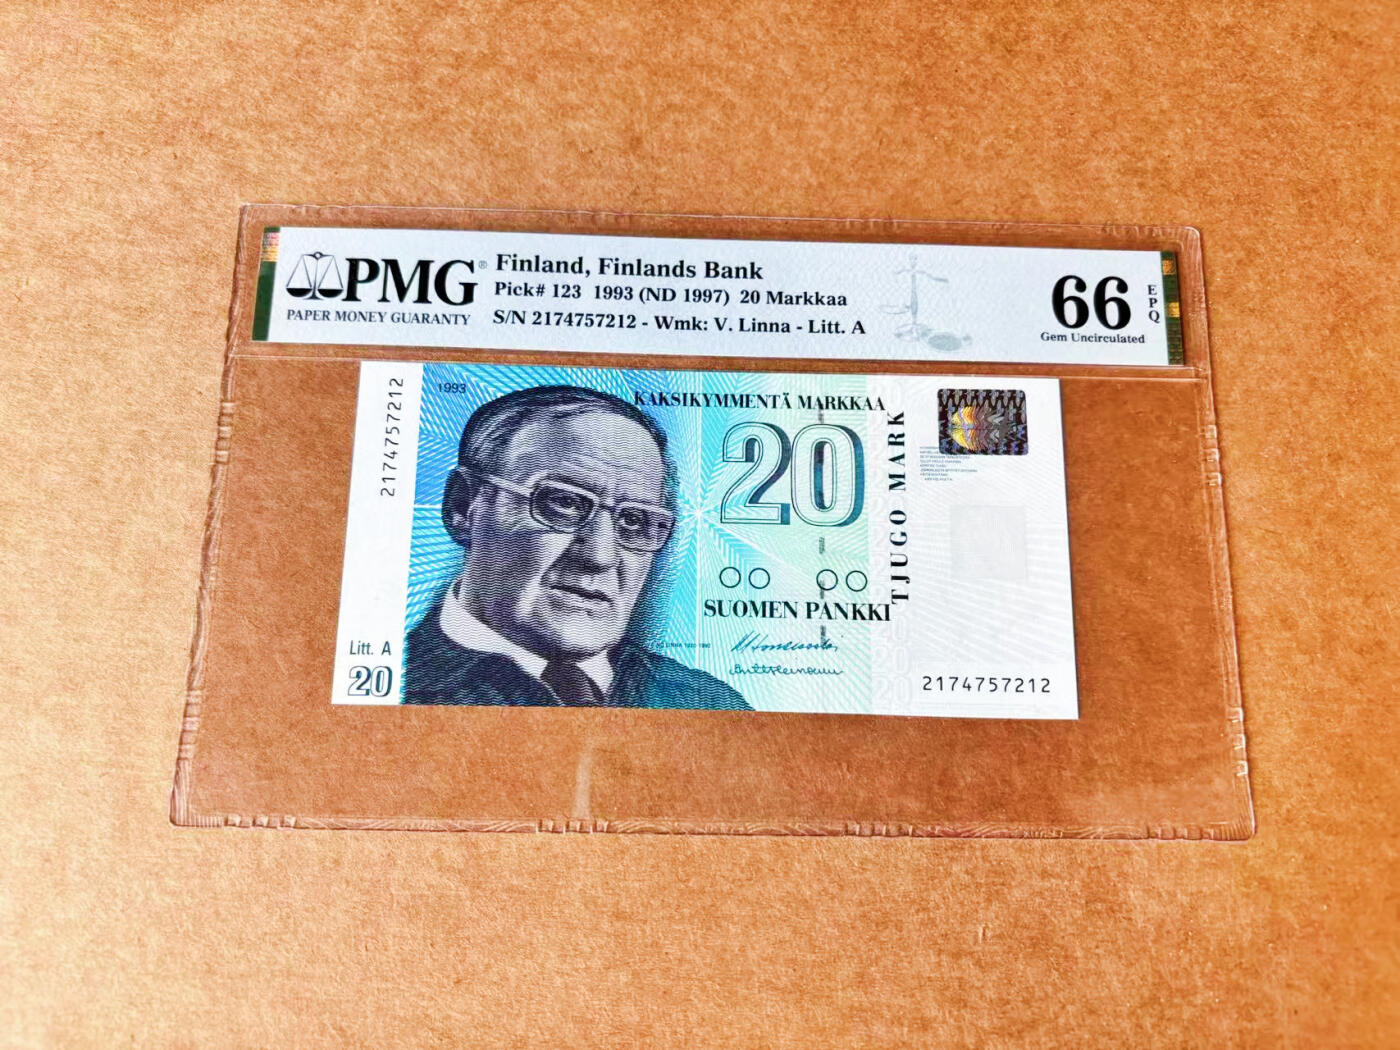 PMG®
PAPER MONEY GUARANTY
Finland, Finlands Bank
Pick# 123 1993 (ND 1997) 20 Markkaa
S/N 2174757212 - Wmk: V. Linna - Litt. A
66
EPQ
Gem Uncirculated
2174757212
1993
KAKSIKYMMENTÄ MARKKAA
20
TJUGO MARK
SUOMEN PANKKI
Litt. A
20
2174757212